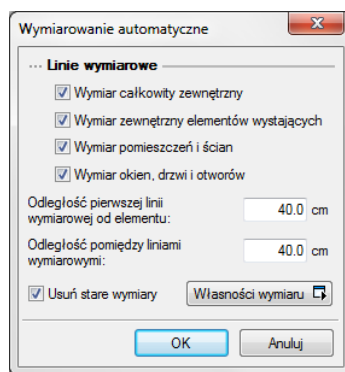 Wymiarowanie automatyczne
Linie wymiarowe
Wymiar całkowity zewnętrzny
Wymiar zewnętrzny elementów wystających
Wymiar pomieszczeń i ścian
Wymiar okien, drzwi i otworów
Odległość pierwszej linii
wymiarowej od elementu:
40.0 cm
Odległość pomiędzy liniami
wymiarowymi:
40.0 cm
Usuń stare wymiary
Własności wymiaru
OK
Anuluj